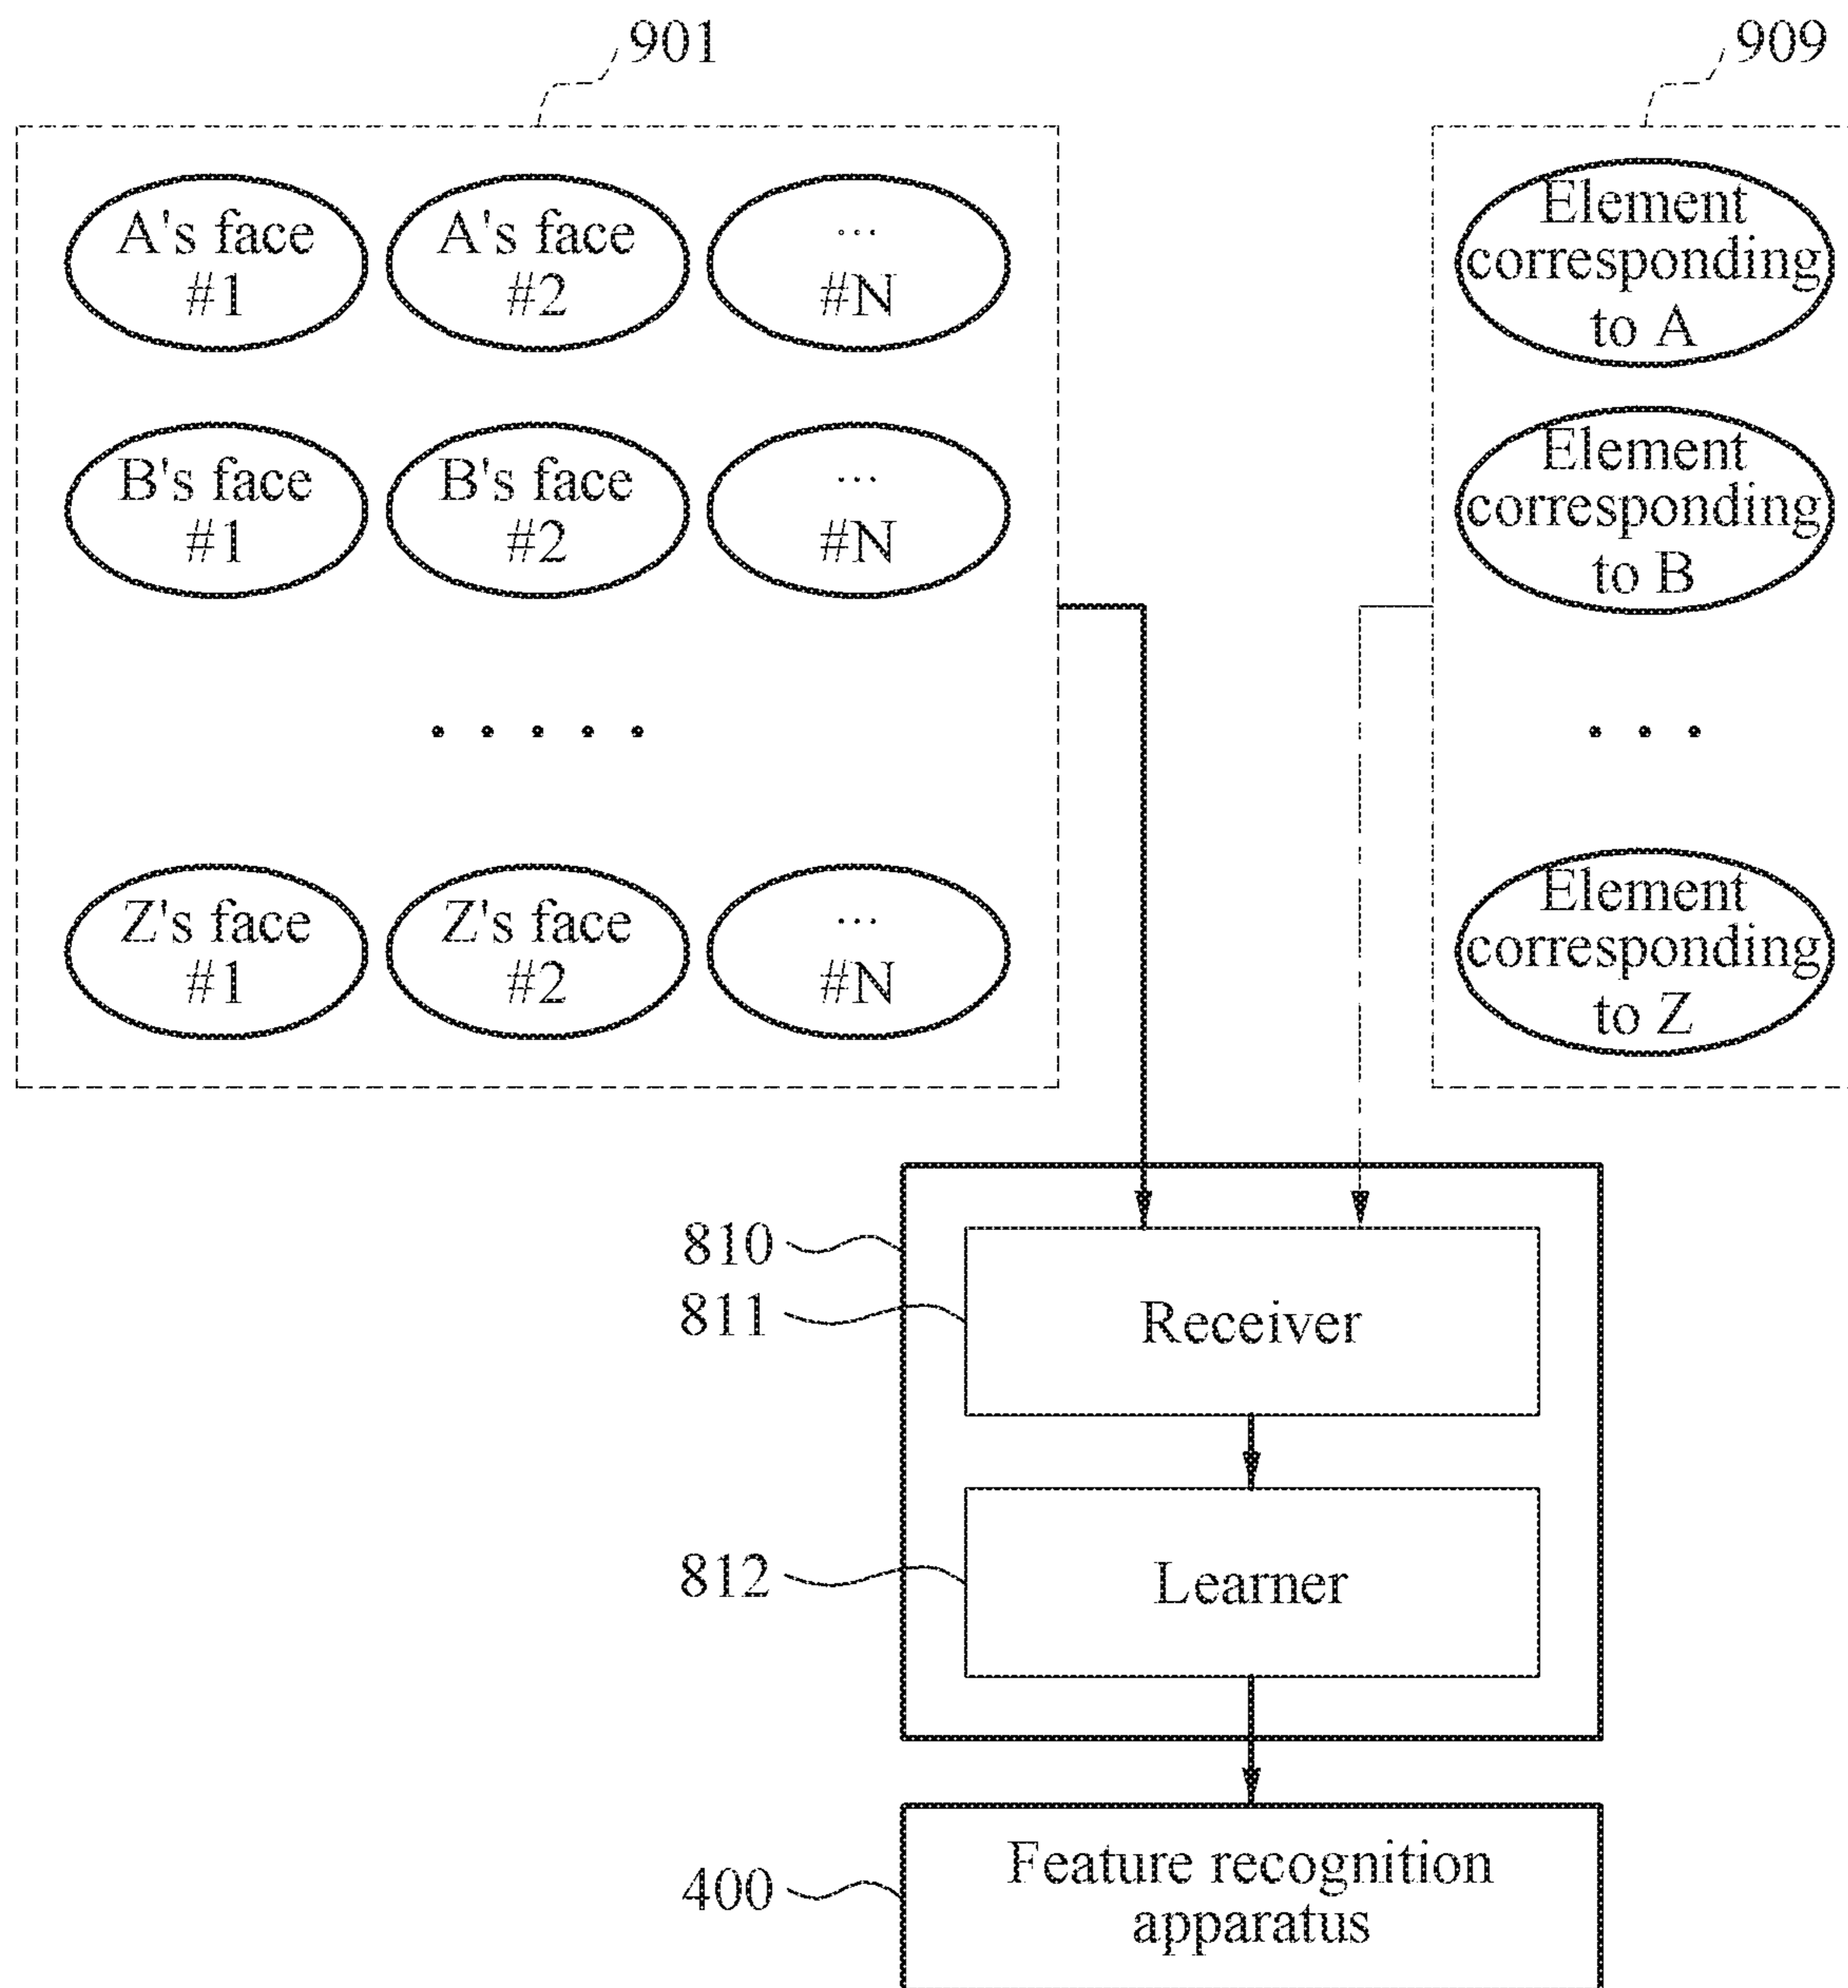 901
909
A's face
#1
A's face
#2
...
#N
Element
corresponding
to A
B's face
#1
B's face
#2
...
#N
Element
corresponding
to B
.....
...
Z's face
#1
Z's face
#2
...
#N
Element
corresponding
to Z
810
811
Receiver
812
Learner
400
Feature recognition
apparatus